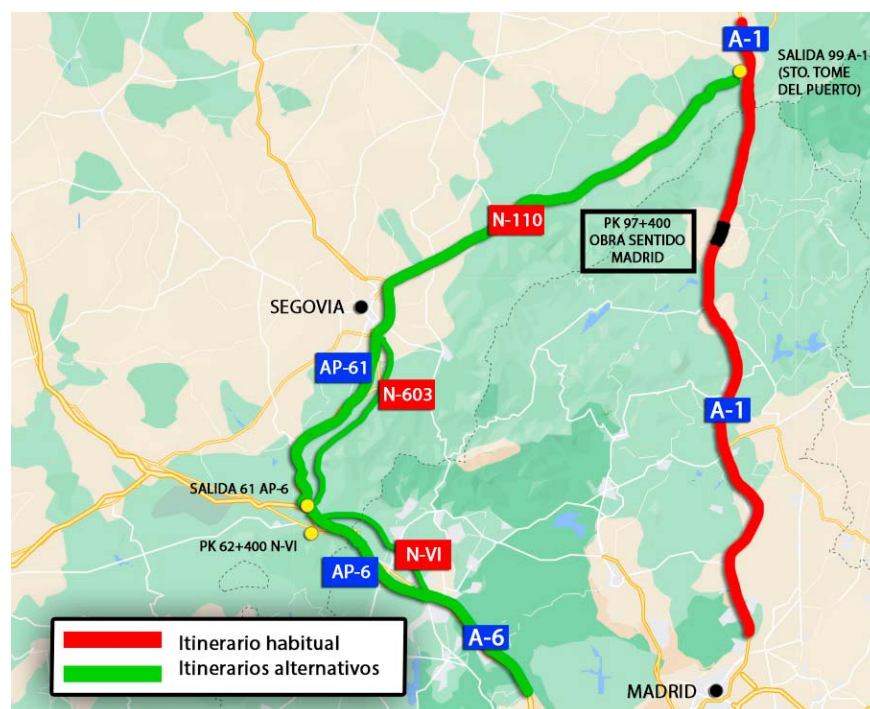 A-1
SALIDA 99 A-1-
(STO. TOME
DEL PUERTO)
N-110
PK 97+400
OBRA SENTIDO
MADRID
SEGOVIA
AP-61
N-603
A-1
SALIDA 61 AP-6
PK 62+400 N-VI
N-VI
AP-6
A-6
Itinerario habitual
Itinerarios alternativos
MADRID